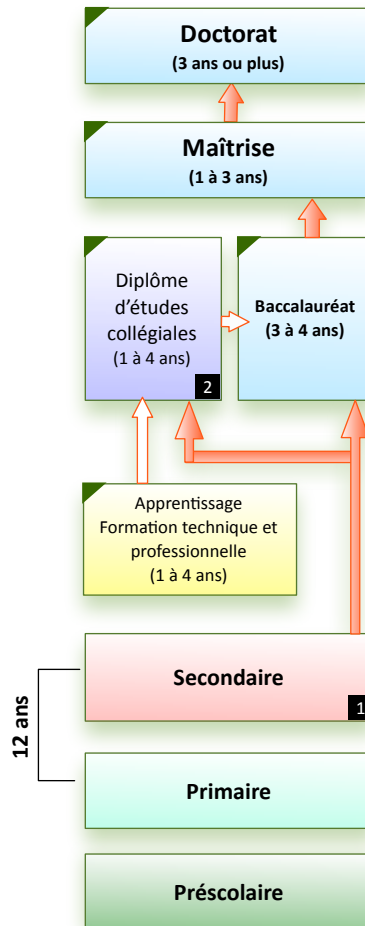 Doctorat
(3 ans ou plus)
Maîtrise
(1 à 3 ans)
Diplôme
d’études
collégiales
(1 à 4 ans)
2
Baccalauréat
(3 à 4 ans)
Apprentissage
Formation technique et
professionnelle
(1 à 4 ans)
12 ans
Secondaire
1
Primaire
Préscolaire